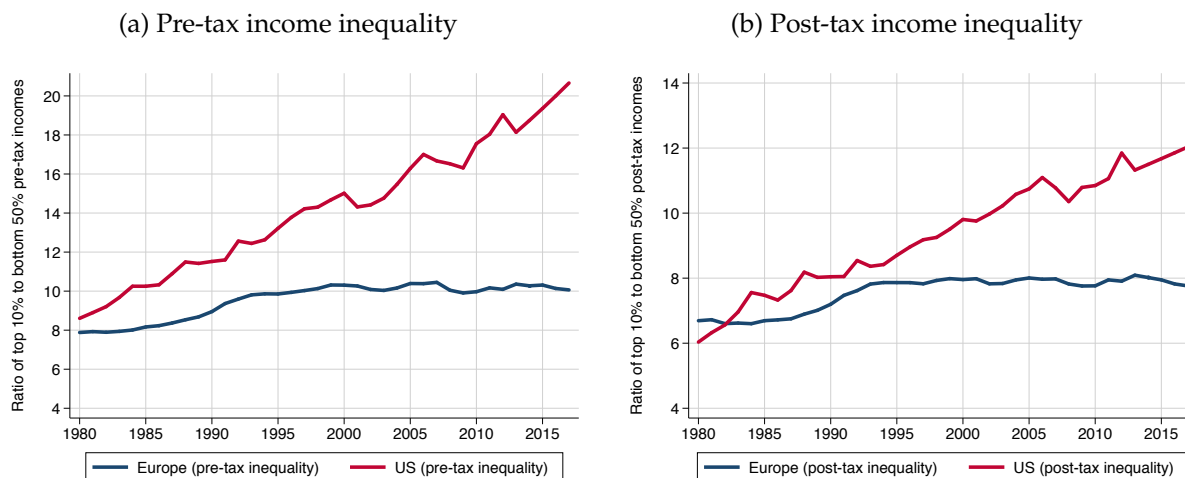 (a) Pre-tax income inequality
Ratio of top 10% to bottom 50% pre-tax incomes
20
18
16
14
12
10
8
6
4
1980 1985 1990 1995 2000 2005 2010 2015
Europe (pre-tax inequality) US (pre-tax inequality)
(b) Post-tax income inequality
Ratio of top 10% to bottom 50% post-tax incomes
14
12
10
8
6
4
1980 1985 1990 1995 2000 2005 2010 2015
Europe (post-tax inequality) US (post-tax inequality)